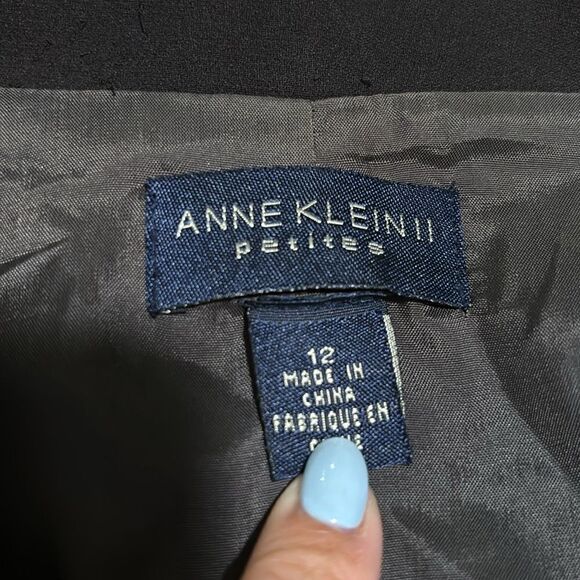 ANNE KLEIN II
petites
12
MADE IN
CHINA
FABRIQUE EN